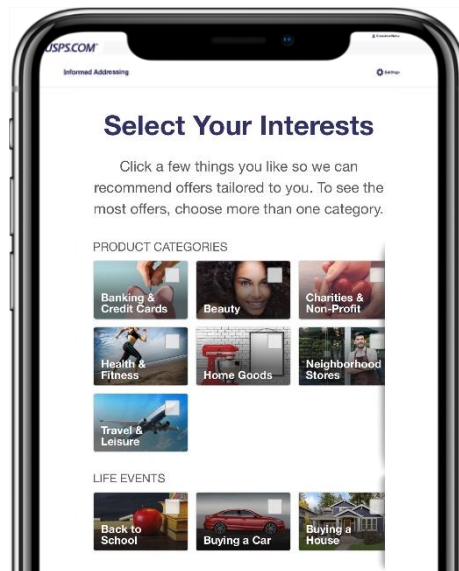 USPS.COM
Informed Addressing
Settings
Select Your Interests
Click a few things you like so we can
recommend offers tailored to you. To see the
most offers, choose more than one category.
PRODUCT CATEGORIES
Banking &
Credit Cards
Beauty
Charities &
Non-Profit
Health &
Fitness
Home Goods
Neighborhood
Stores
Travel &
Leisure
LIFE EVENTS
Back to
School
Buying a Car
Buying a
House